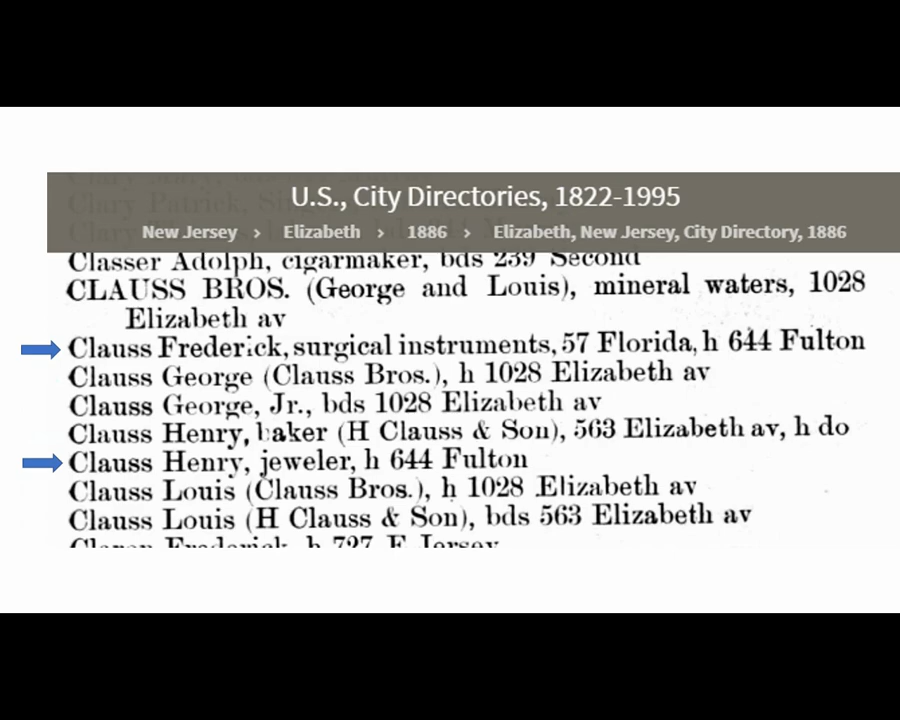 U.S., City Directories, 1822-1995
New Jersey > Elizabeth > 1886 > Elizabeth, New Jersey, City Directory, 1886
Classer Adolph, cigarmaker, bds 259 Second
CLAUSS BROS. (George and Louis), mineral waters, 1028
Elizabeth av
Clauss Frederick, surgical instruments, 57 Florida, h 644 Fulton
Clauss George (Clauss Bros.), h 1028 Elizabeth av
Clauss George, Jr., bds 1028 Elizabeth av
Clauss Henry, baker (H Clauss & Son), 563 Elizabeth av, h do
Clauss Henry, jeweler, h 644 Fulton
Clauss Louis (Clauss Bros.), h 1028 Elizabeth av
Clauss Louis (H Clauss & Son), bds 563 Elizabeth av
Frederick, h 727 E Jersey